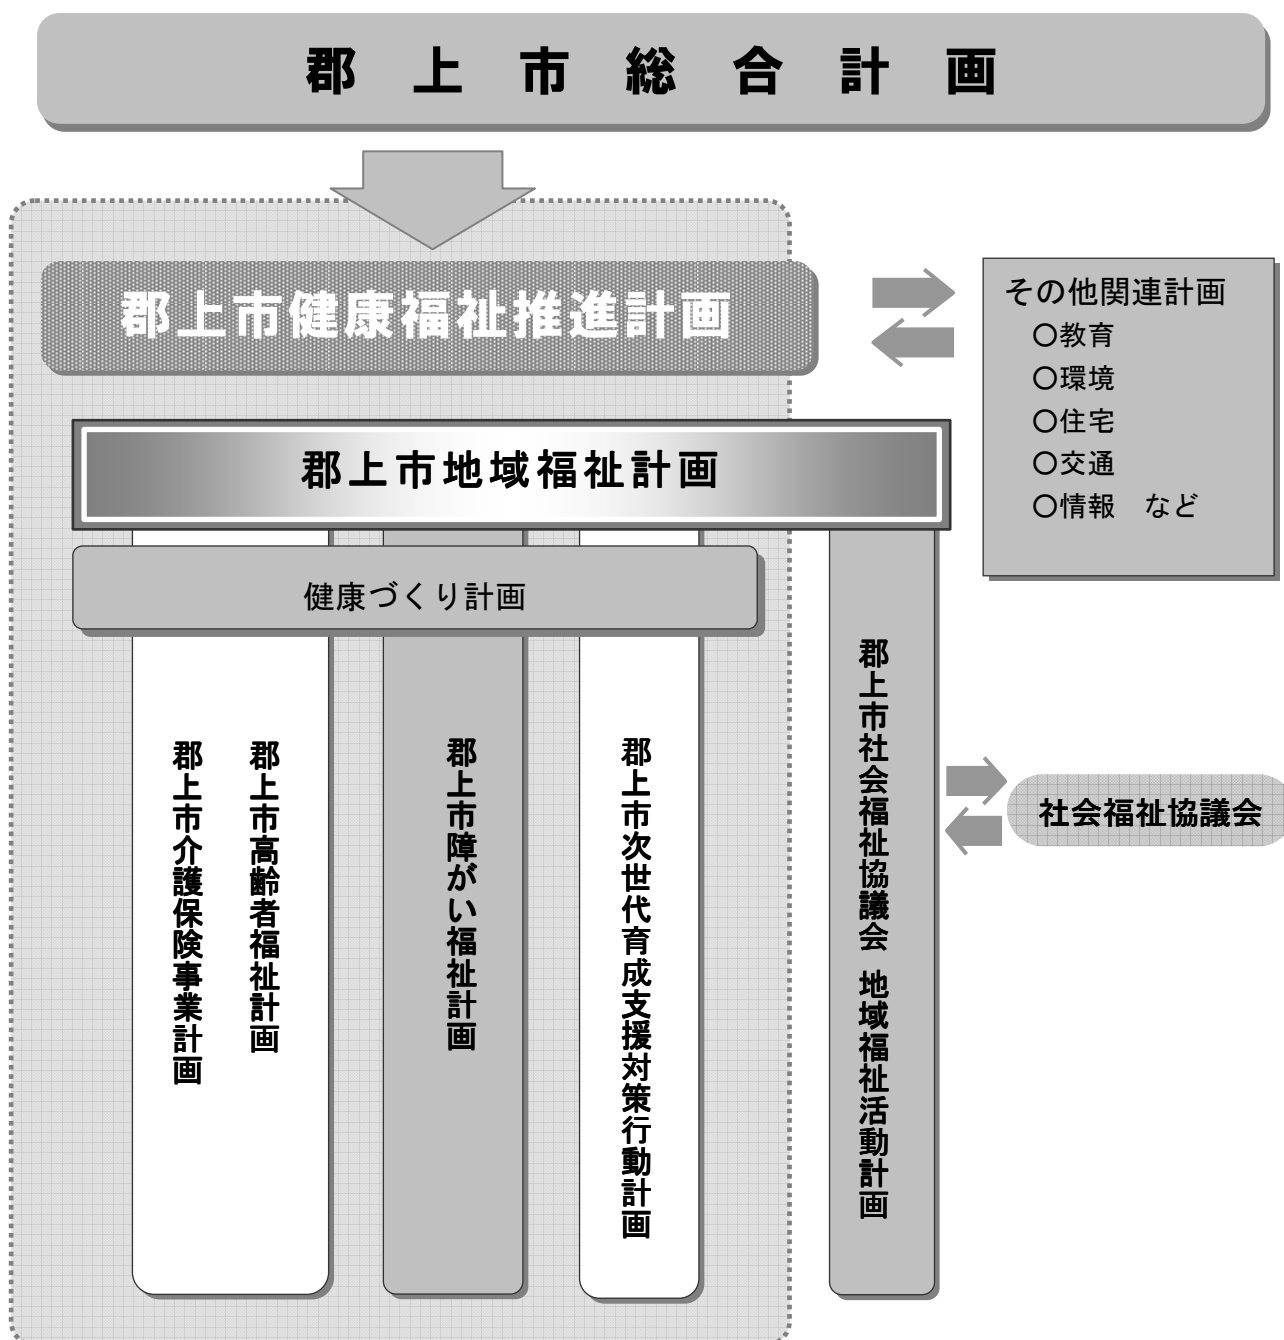 郡上市総合計画
郡上市健康福祉推進計画
その他関連計画
〇教育
〇環境
〇住宅
〇交通
〇情報　など
郡上市地域福祉計画
健康づくり計画
郡上市高齢者福祉計画
郡上市介護保険事業計画
郡上市障がい福祉計画
郡上市次世代育成支援対策行動計画
郡上市社会福祉協議会 地域福祉活動計画
社会福祉協議会